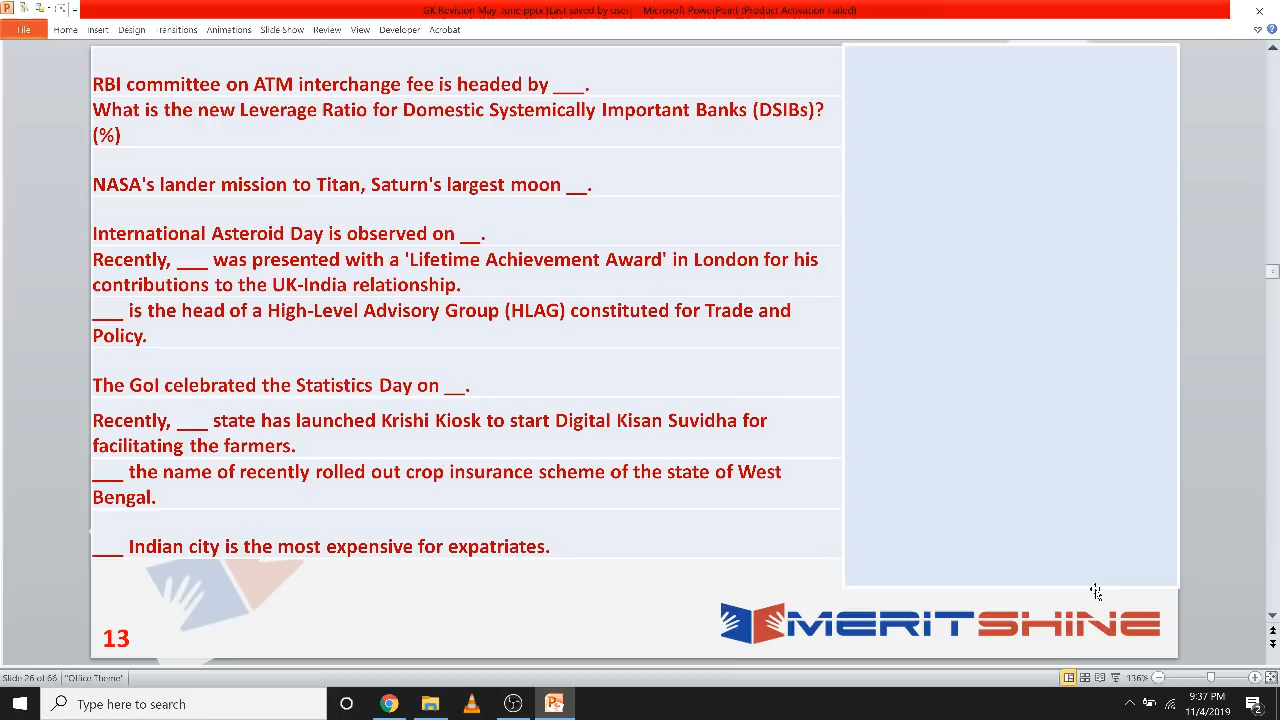 GK Revision May-June.pptx [Last saved by user] - Microsoft PowerPoint (Product Activation Failed)
File Home Insert Design Transitions Animations Slide Show Review View Developer Acrobat
RBI committee on ATM interchange fee is headed by ___.
What is the new Leverage Ratio for Domestic Systemically Important Banks (DSIBs)?
(%)
NASA's lander mission to Titan, Saturn's largest moon __.
International Asteroid Day is observed on __.
Recently, ___ was presented with a 'Lifetime Achievement Award' in London for his
contributions to the UK-India relationship.
___ is the head of a High-Level Advisory Group (HLAG) constituted for Trade and
Policy.
The GoI celebrated the Statistics Day on __.
Recently, ___ state has launched Krishi Kiosk to start Digital Kisan Suvidha for
facilitating the farmers.
___ the name of recently rolled out crop insurance scheme of the state of West
Bengal.
___ Indian city is the most expensive for expatriates.
13
MERITSHINE
Slide 26 of 66 "Office Theme" 136%
Type here to search
9:37 PM
11/4/2019
2